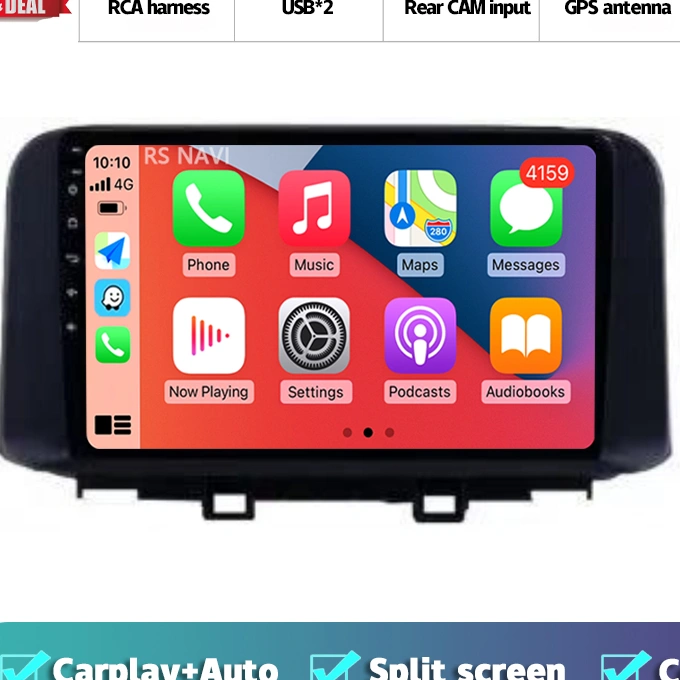 DEAL
RCA harness
USB*2
Rear CAM input
GPS antenna
RS NAVI
10:10
4G
4159
280
Phone
Music
Maps
Messages
Now Playing
Settings
Podcasts
Audiobooks
Carplay+Auto
Split screen
C